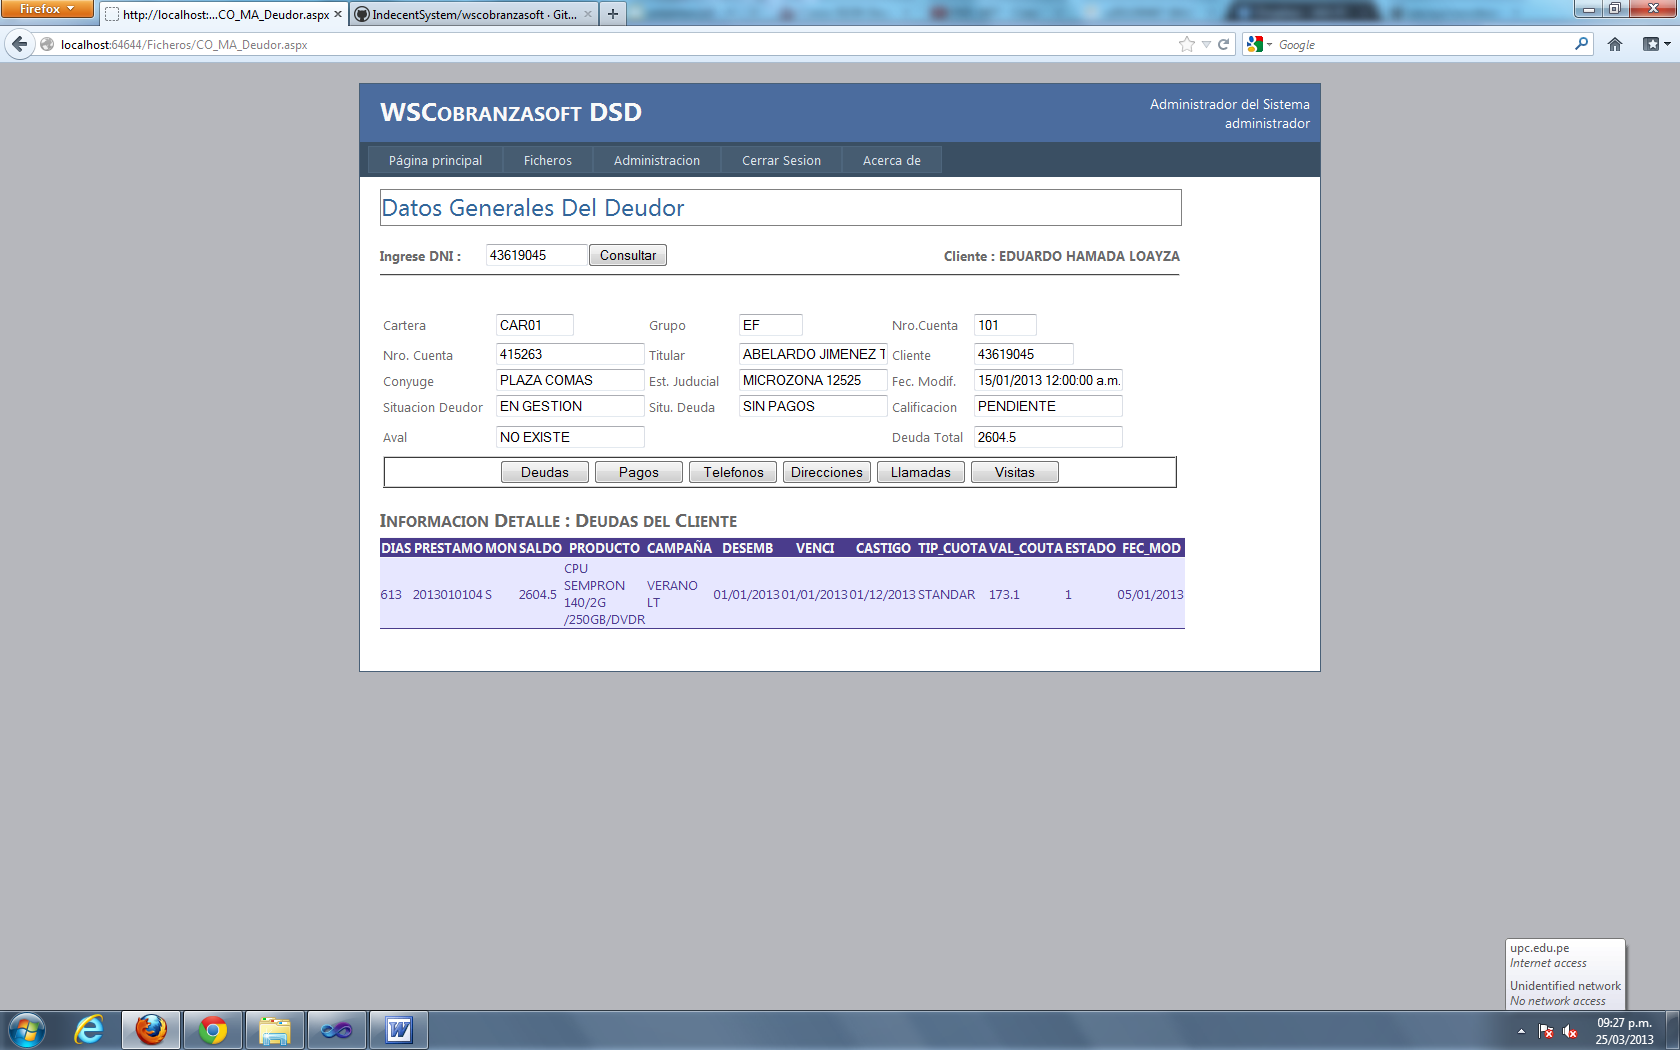 Firefox
http://localhost:...CO_MA_Deudor.aspx
IndecentSystem/wscobranzasoft · Git...
localhost:64644/Ficheros/CO_MA_Deudor.aspx
Google
WSCobranzasoft DSD
Administrador del Sistema
administrador
Página principal Ficheros Administracion Cerrar Sesion Acerca de
Datos Generales Del Deudor
Ingrese DNI : 43619045 Consultar Cliente : EDUARDO HAMADA LOAYZA
Cartera CAR01 Grupo EF Nro.Cuenta 101
Nro. Cuenta 415263 Titular ABELARDO JIMENEZ T Cliente 43619045
Conyuge PLAZA COMAS Est. Juducial MICROZONA 12525 Fec. Modif. 15/01/2013 12:00:00 a.m.
Situacion Deudor EN GESTION Situ. Deuda SIN PAGOS Calificacion PENDIENTE
Aval NO EXISTE Deuda Total 2604.5
Deudas Pagos Telefonos Direcciones Llamadas Visitas
Informacion Detalle : Deudas del Cliente
DIAS PRESTAMO MON SALDO PRODUCTO CAMPAÑA DESEMB VENCI CASTIGO TIP_CUOTA VAL_COUTA ESTADO FEC_MOD
613 2013010104 S 2604.5 CPU SEMPRON 140/2G /250GB/DVDR VERANO LT 01/01/2013 01/01/2013 01/12/2013 STANDAR 173.1 1 05/01/2013
upc.edu.pe
Internet access
Unidentified network
No network access
09:27 p.m.
25/03/2013